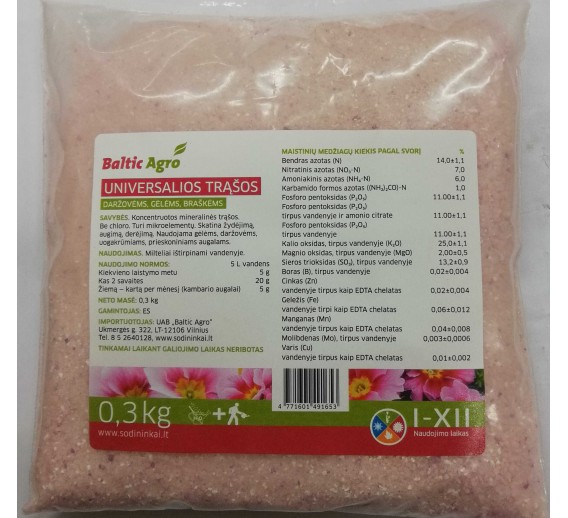 Baltic Agro
UNIVERSALIOS TRĄŠOS
DARŽOVĖMS, GĖLĖMS, BRAŠKĖMS
SAVYBĖS. Koncentruotos mineralinės trąšos.
Be chloro. Turi mikroelementų. Skatina žydėjimą,
augimą, derėjimą. Naudojama gėlėms, daržovėms,
uogakrūmiams, prieskoniniams augalams.
NAUDOJIMAS. Milteliai ištirpinami vandenyje.
NAUDOJIMO NORMOS: 5 L vandens
Kiekvieno laistymo metu 5 g
Kas 2 savaites 20 g
Žiemą – kartą per mėnesį (kambario augalai) 5 g
NETO MASĖ: 0,3 kg
GAMINTOJAS: ES
IMPORTUOTOJAS: UAB „Baltic Agro"
Ukmergės g. 322, LT-12106 Vilnius
Tel. 8 5 2640128, www.sodininkai.lt
TINKAMAI LAIKANT GALIOJIMO LAIKAS NERIBOTAS
MAISTINIŲ MEDŽIAGŲ KIEKIS PAGAL SVORĮ %
Bendras azotas (N) 14,0±1,1
Nitratinis azotas (NO₃-N) 7,0
Amoniakinis azotas (NH₄-N) 6,0
Karbamido formos azotas ((NH₂)₂CO)-N 1,0
Fosforo pentoksidas (P₂O₅) 11.00±1,1
Fosforo pentoksidas (P₂O₅)
tirpus vandenyje ir amonio citrate 11.00±1,1
Fosforo pentoksidas (P₂O₅)
tirpus vandenyje 11.00±1,1
Kalio oksidas, tirpus vandenyje (K₂O) 25,0±1,1
Magnio oksidas, tirpus vandenyje (MgO) 2,00±0,5
Sieros trioksidas (SO₃), tirpus vandenyje 13,2±0,9
Boras (B), tirpus vandenyje 0,02±0,004
Cinkas (Zn)
vandenyje tirpus kaip EDTA chelatas 0,02±0,004
Geležis (Fe)
vandenyje tirpi kaip EDTA chelatas 0,06±0,012
Manganas (Mn)
vandenyje tirpus kaip EDTA chelatas 0,04±0,008
Molibdenas (Mo), tirpus vandenyje 0,003±0,0006
Varis (Cu)
vandenyje tirpus kaip EDTA chelatas 0,01±0,002
4 771601 491653
0,3kg
www.sodininkai.lt
I-XII
Naudojimo laikas